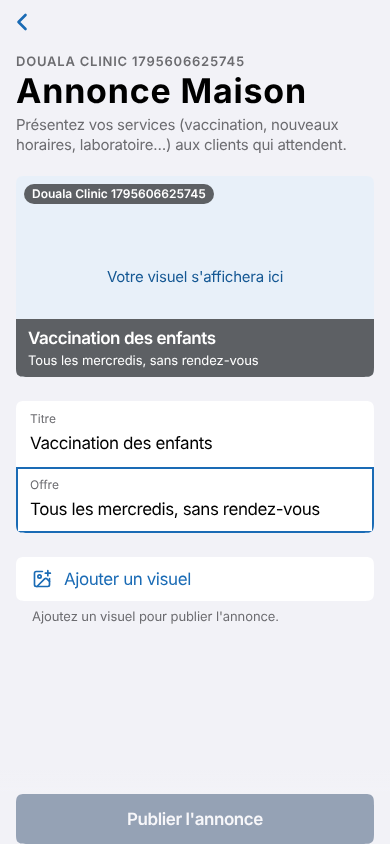 DOUALA CLINIC 1795606625745
Annonce Maison
Présentez vos services (vaccination, nouveaux
horaires, laboratoire...) aux clients qui attendent.
Douala Clinic 1795606625745
Votre visuel s'affichera ici
Vaccination des enfants
Tous les mercredis, sans rendez-vous
Titre
Vaccination des enfants
Offre
Tous les mercredis, sans rendez-vous
Ajouter un visuel
Ajoutez un visuel pour publier l'annonce.
Publier l'annonce